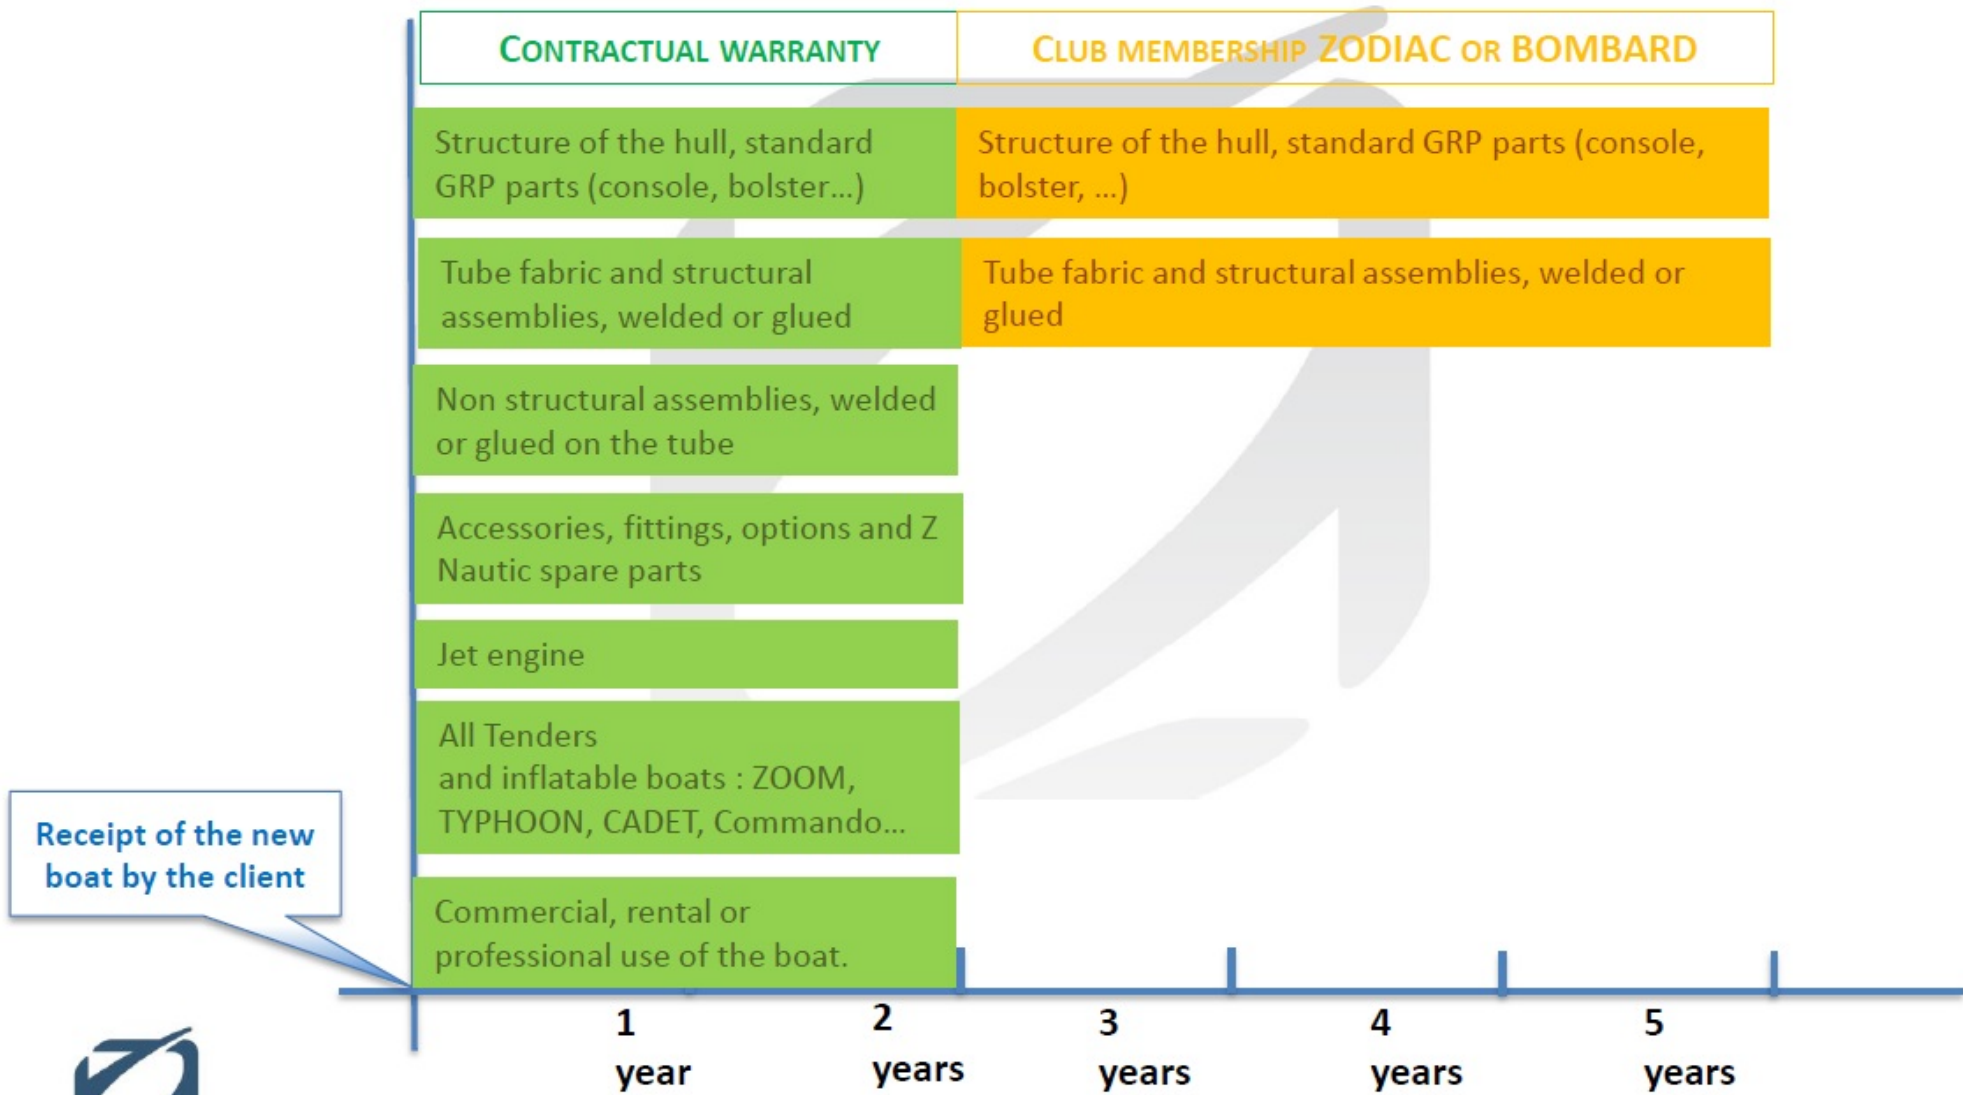 CONTRACTUAL WARRANTY
CLUB MEMBERSHIP ZODIAC OR BOMBARD
Structure of the hull, standard
GRP parts (console, bolster...)
Structure of the hull, standard GRP parts (console,
bolster, ...)
Tube fabric and structural
assemblies, welded or glued
Tube fabric and structural assemblies, welded or
glued
Non structural assemblies, welded
or glued on the tube
Accessories, fittings, options and Z
Nautic spare parts
Jet engine
All Tenders
and inflatable boats : ZOOM,
TYPHOON, CADET, Commando...
Receipt of the new
boat by the client
Commercial, rental or
professional use of the boat.
1
year
2
years
3
years
4
years
5
years